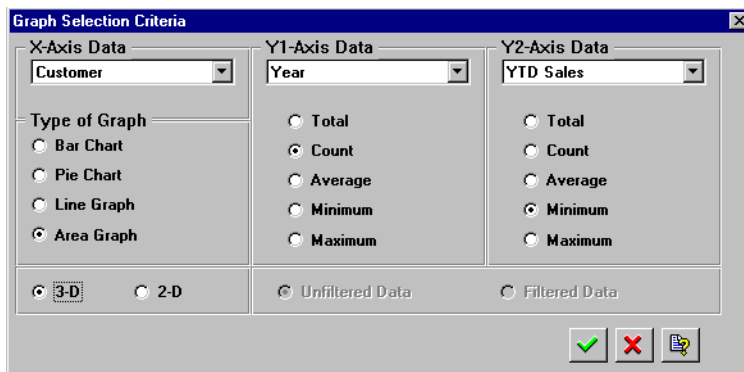 Graph Selection Criteria
X-Axis Data
Customer
Type of Graph
Bar Chart
Pie Chart
Line Graph
Area Graph
3-D 2-D
Y1-Axis Data
Year
Total
Count
Average
Minimum
Maximum
Y2-Axis Data
YTD Sales
Total
Count
Average
Minimum
Maximum
Unfiltered Data Filtered Data